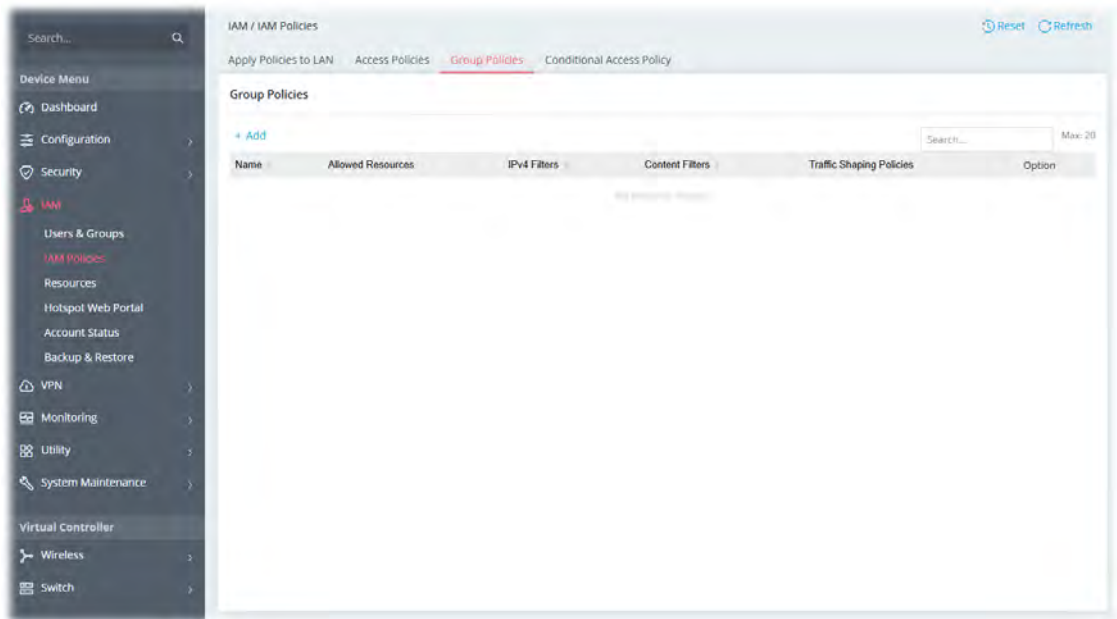 Search...
Device Menu
Dashboard
Configuration
Security
IAM
Users & Groups
IAM Policies
Resources
Hotspot Web Portal
Account Status
Backup & Restore
VPN
Monitoring
Utility
System Maintenance
Virtual Controller
Wireless
Switch
IAM / IAM Policies
Reset Refresh
Apply Policies to LAN Access Policies Group Policies Conditional Access Policy
Group Policies
+ Add Search... Max: 20
Name Allowed Resources IPv4 Filters Content Filters Traffic Shaping Policies Option